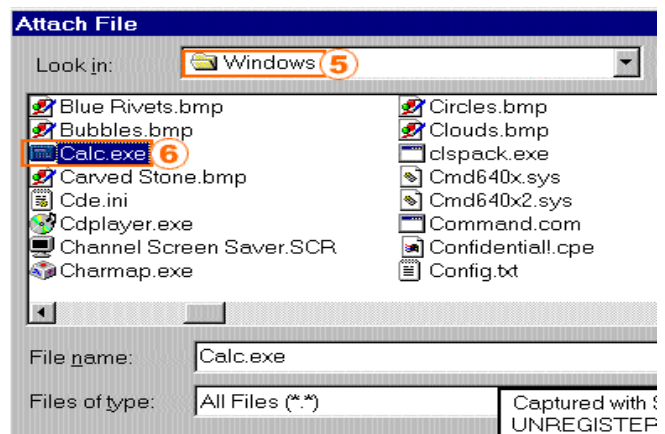 Attach File
Look in:
Windows
5
Blue Rivets.bmp
Bubbles.bmp
Calc.exe
6
Carved Stone.bmp
Cde.ini
Cdplayer.exe
Channel Screen Saver.SCR
Charmap.exe
Circles.bmp
Clouds.bmp
clspack.exe
Cmd640x.sys
Cmd640x2.sys
Command.com
Confidential!.cpe
Config.txt
File name:
Calc.exe
Files of type:
All Files (*.*)
Captured with